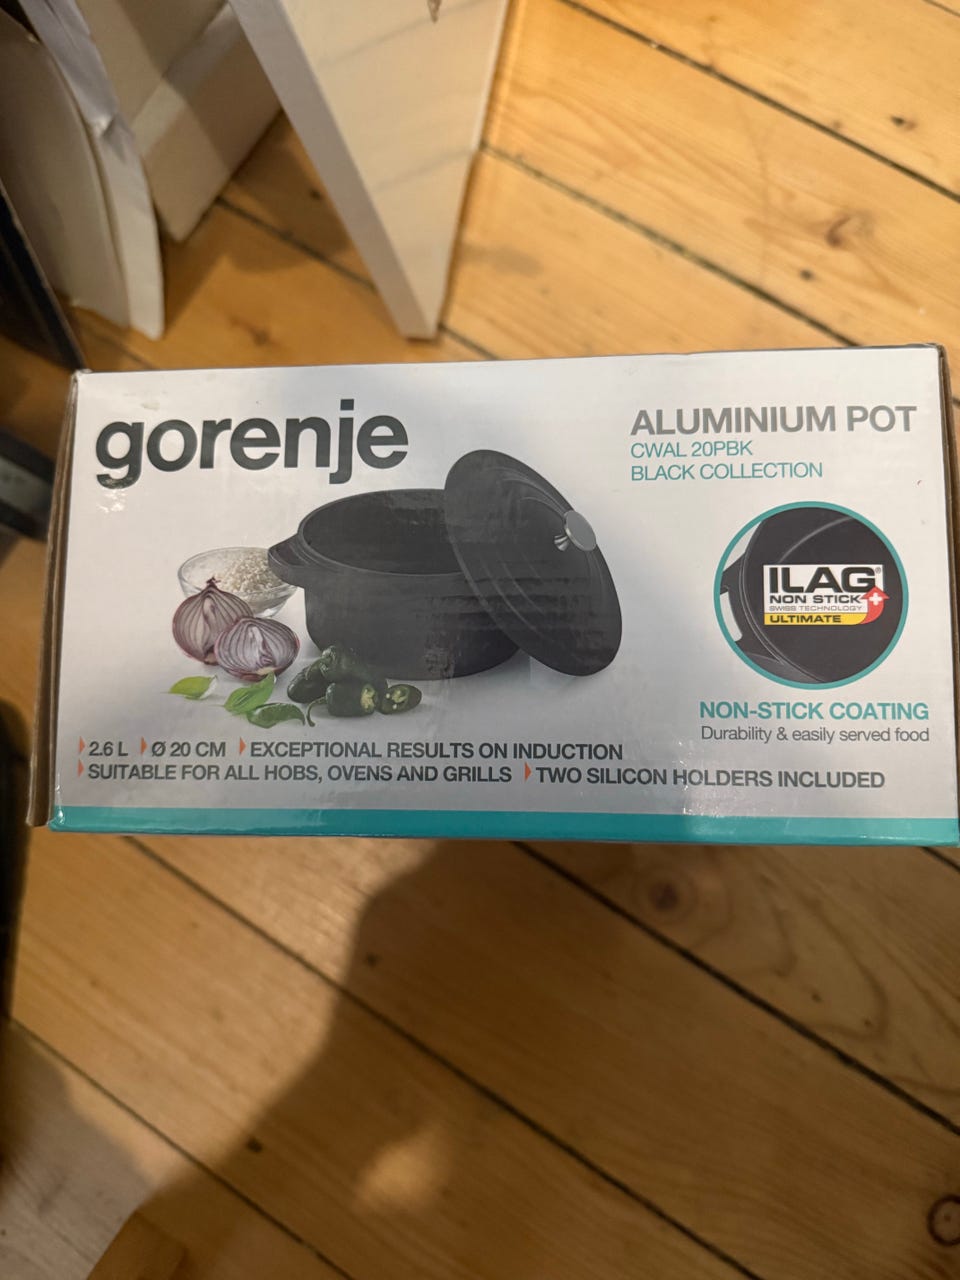 gorenje
ALUMINIUM POT
CWAL 20PBK
BLACK COLLECTION
ILAG®
NON STICK
SWISS TECHNOLOGY
ULTIMATE
NON-STICK COATING
Durability & easily served food
2.6 L Ø 20 CM EXCEPTIONAL RESULTS ON INDUCTION
SUITABLE FOR ALL HOBS, OVENS AND GRILLS TWO SILICON HOLDERS INCLUDED